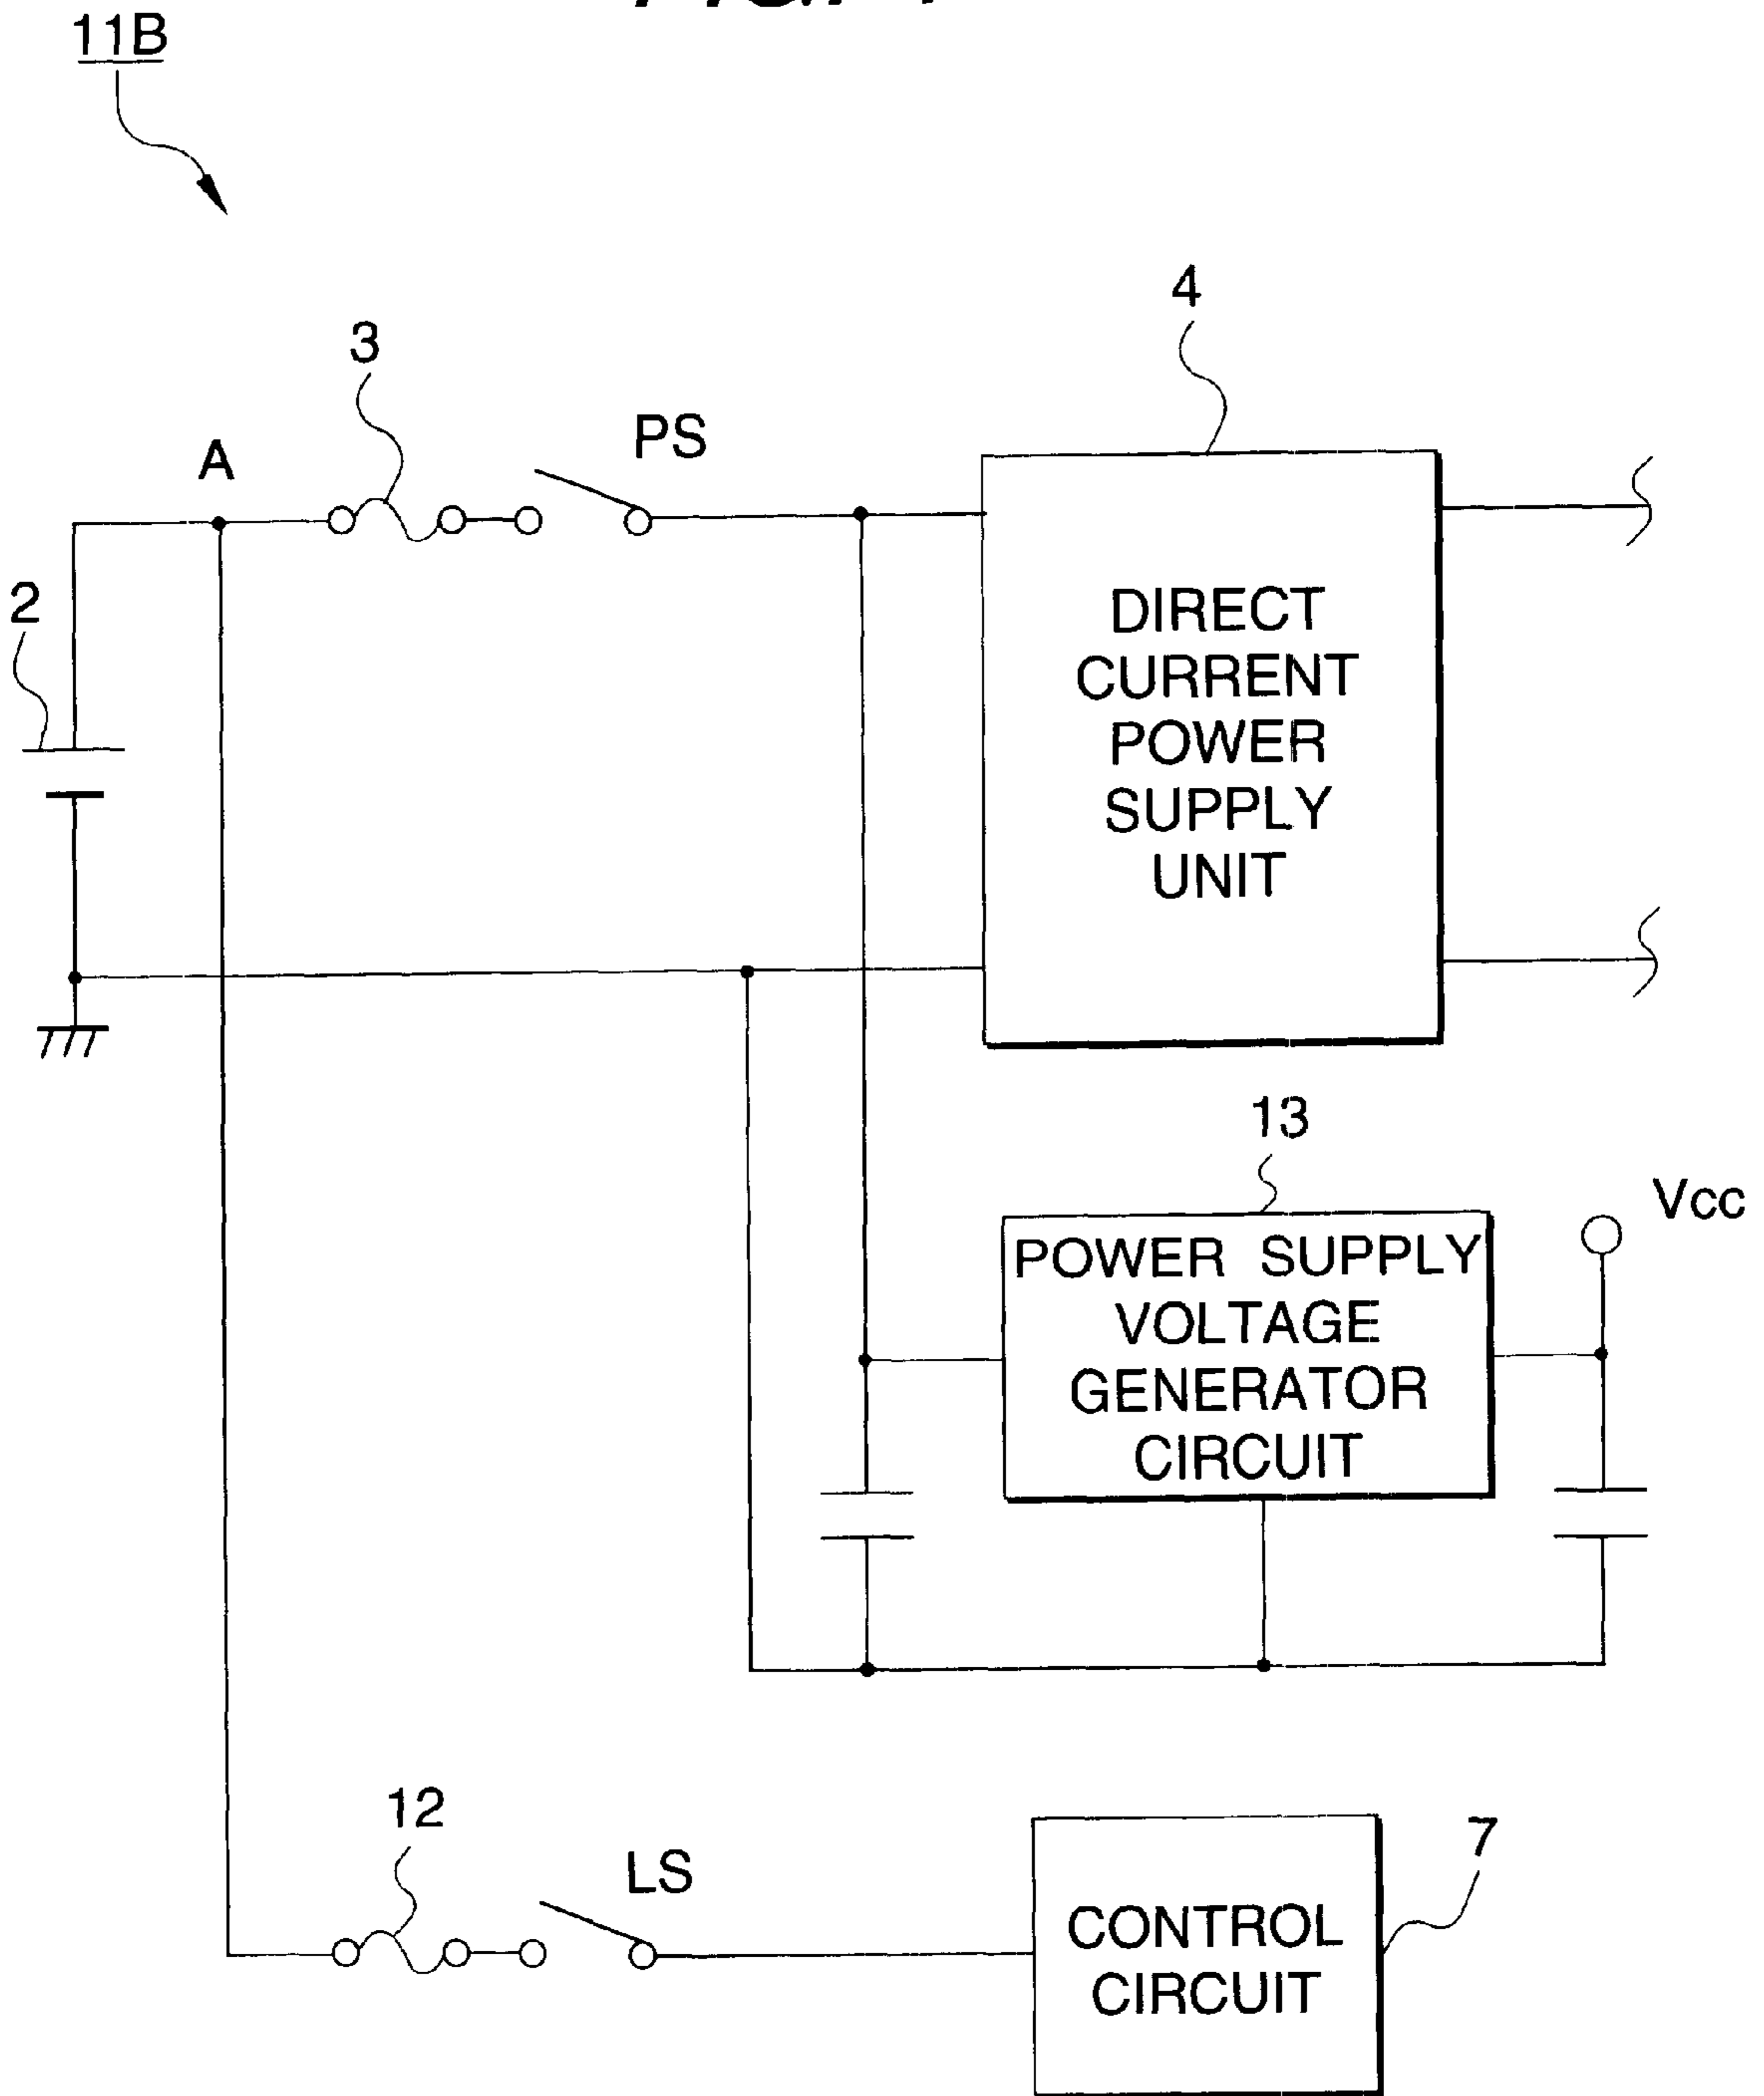 11B
4
3
PS
A
2
DIRECT
CURRENT
POWER
SUPPLY
UNIT
13
Vcc
POWER SUPPLY
VOLTAGE
GENERATOR
CIRCUIT
12
LS
7
CONTROL
CIRCUIT